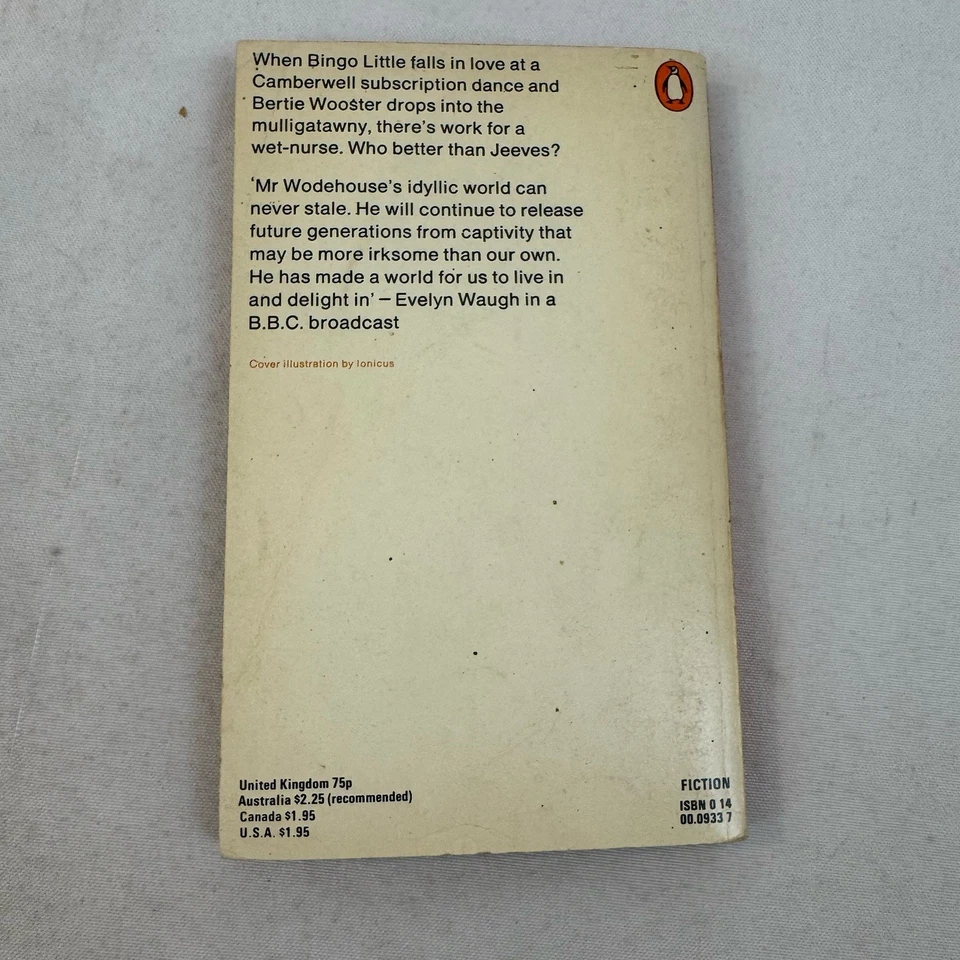 When Bingo Little falls in love at a
Camberwell subscription dance and
Bertie Wooster drops into the
mulligatawny, there's work for a
wet-nurse. Who better than Jeeves?
'Mr Wodehouse's idyllic world can
never stale. He will continue to release
future generations from captivity that
may be more irksome than our own.
He has made a world for us to live in
and delight in' – Evelyn Waugh in a
B.B.C. broadcast
Cover illustration by Ionicus
United Kingdom 75p
Australia $2.25 (recommended)
Canada $1.95
U.S.A. $1.95
FICTION
ISBN 0 14
00.0933 7